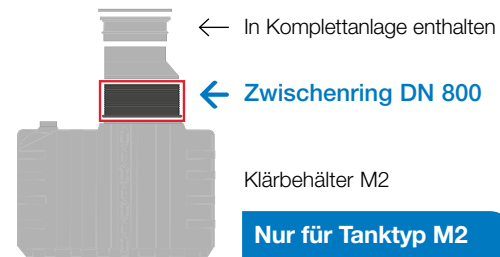 In Komplettanlage enthalten
Zwischenring DN 800
Klärbehälter M2
Nur für Tanktyp M2